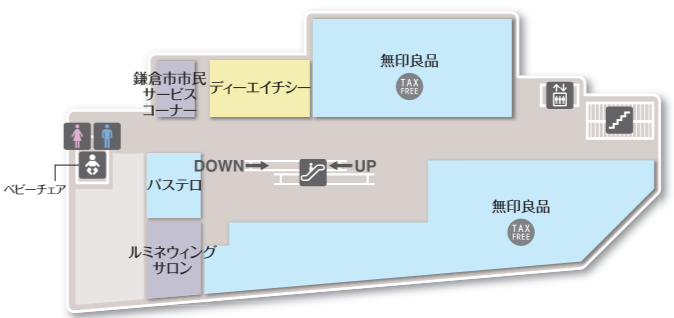 無印良品
TAX
FREE
鎌倉市市民
サービス
コーナー
ディーエイチシー
DOWN
UP
ベビーチェア
パステロ
無印良品
TAX
FREE
ルミネウィング
サロン